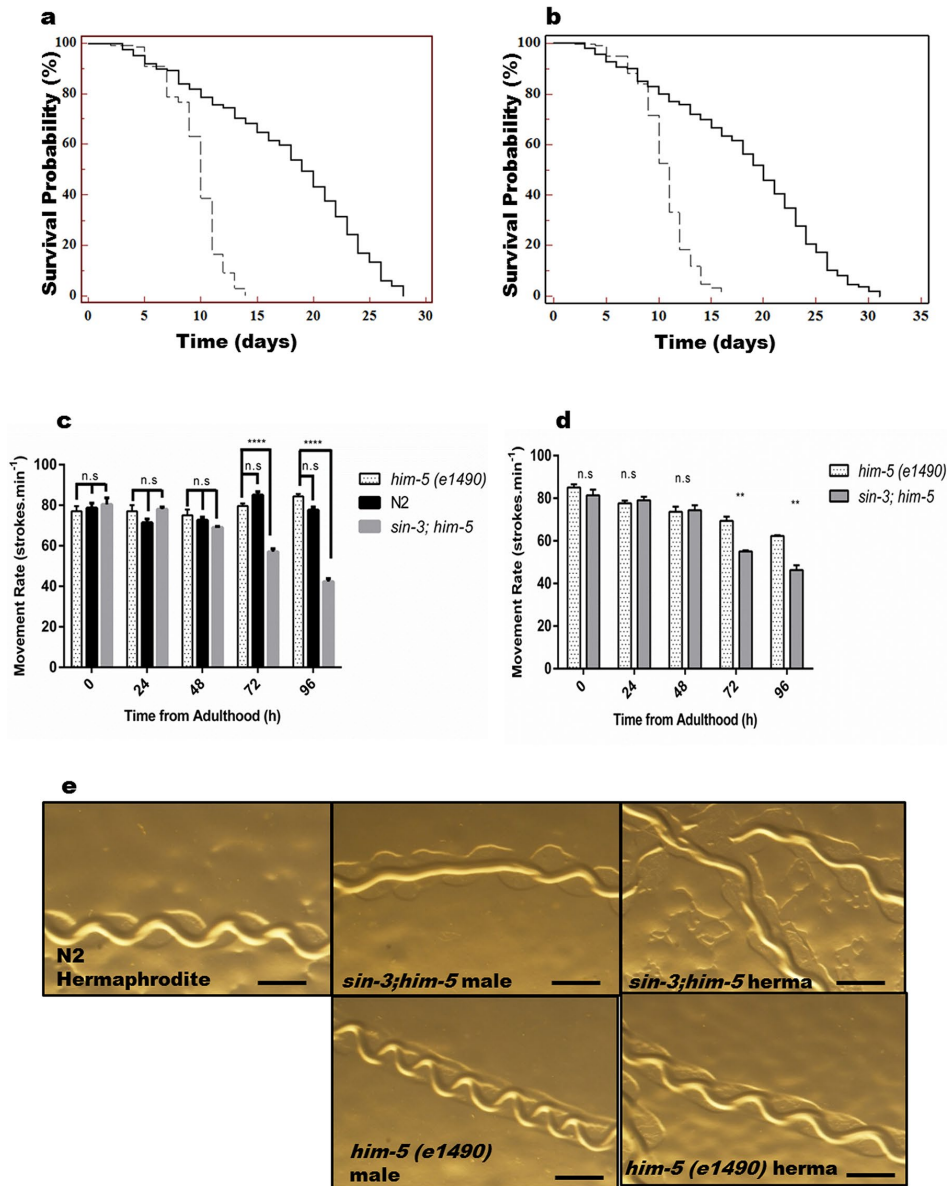 a
Survival Probability (%)
100
80
60
40
20
0
0 5 10 15 20 25 30
Time (days)
b
Survival Probability (%)
100
80
60
40
20
0
0 5 10 15 20 25 30 35
Time (days)
c
Movement Rate (strokes.min-1)
100
80
60
40
20
0
n.s
n.s
n.s
****
n.s
****
n.s
0 24 48 72 96
Time from Adulthood (h)
him-5 (e1490)
N2
sin-3; him-5
d
Movement Rate (strokes.min-1)
100
80
60
40
20
0
n.s
n.s
n.s
**
**
0 24 48 72 96
Time from Adulthood (h)
him-5 (e1490)
sin-3; him-5
e
N2
Hermaphrodite
sin-3;him-5 male
sin-3;him-5 herma
him-5 (e1490)
male
him-5 (e1490) herma